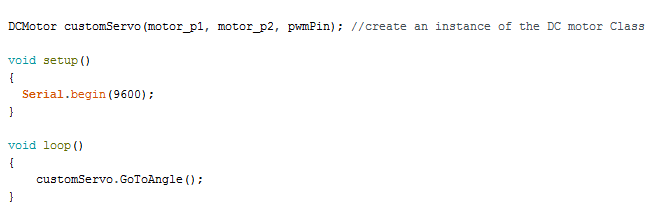 DCMotor customServo(motor_p1, motor_p2, pwmPin); //create an instance of the DC motor Class
void setup()
{
Serial.begin(9600);
}
void loop()
{
customServo.GoToAngle();
}